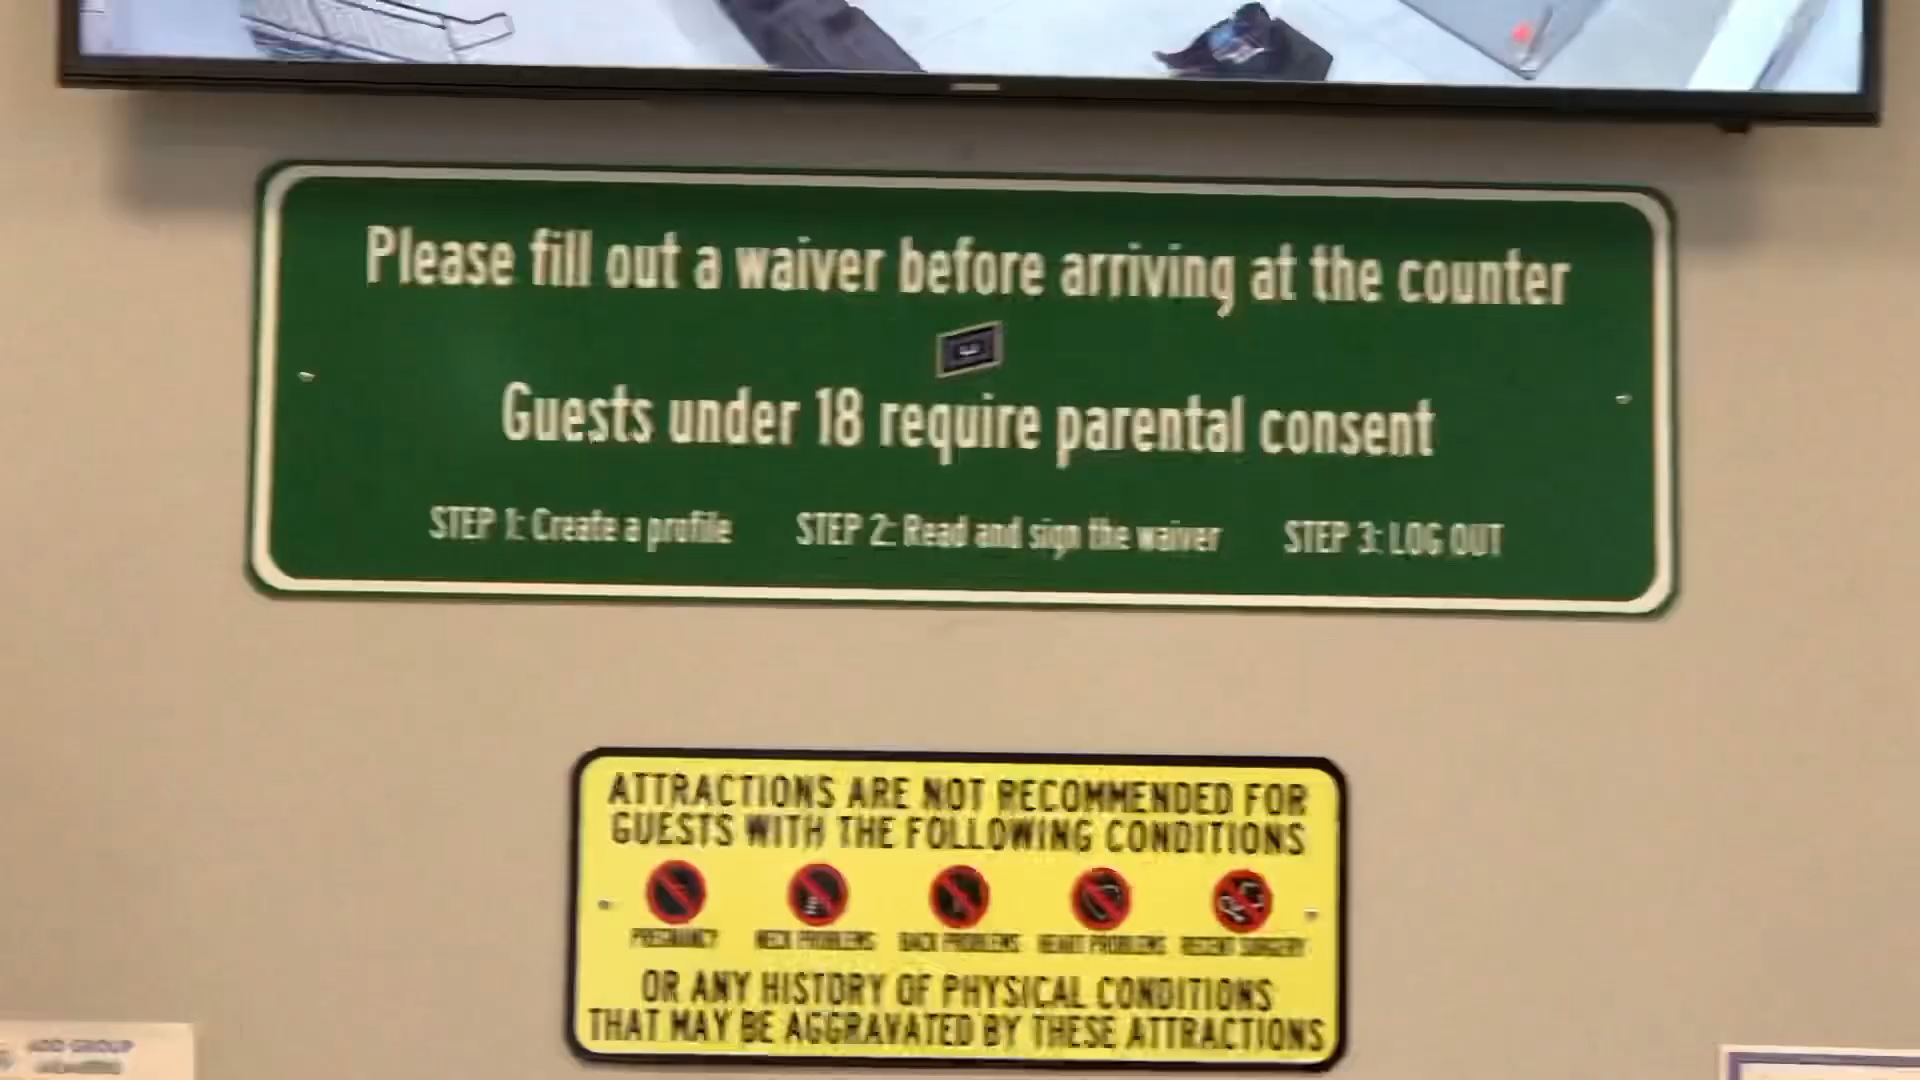 Please fill out a waiver before arriving at the counter
Guests under 18 require parental consent
STEP 1: Create a profile STEP 2: Read and sign the waiver STEP 3: LOG OUT
ATTRACTIONS ARE NOT RECOMMENDED FOR
GUESTS WITH THE FOLLOWING CONDITIONS
PREGNANCY NECK PROBLEMS BACK PROBLEMS HEART PROBLEMS RECENT SURGERY
OR ANY HISTORY OF PHYSICAL CONDITIONS
THAT MAY BE AGGRAVATED BY THESE ATTRACTIONS
ADD GROUP